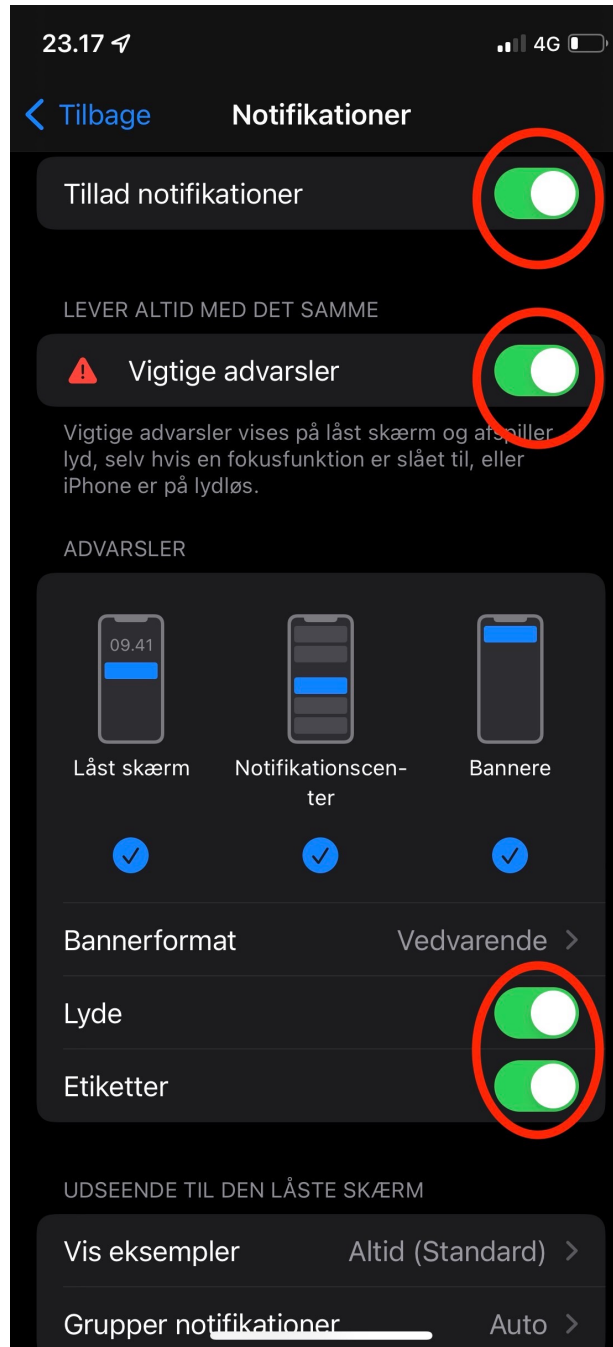 23.17
4G
Tilbage
Notifikationer
Tillad notifikationer
LEVER ALTID MED DET SAMME
Vigtige advarsler
Vigtige advarsler vises på låst skærm og afspiller
lyd, selv hvis en fokusfunktion er slået til, eller
iPhone er på lydløs.
ADVARSLER
09.41
Låst skærm
Notifikationscen-
ter
Bannere
Bannerformat
Vedvarende
Lyde
Etiketter
UDSEENDE TIL DEN LÅSTE SKÆRM
Vis eksempler
Altid (Standard)
Grupper notifikationer
Auto